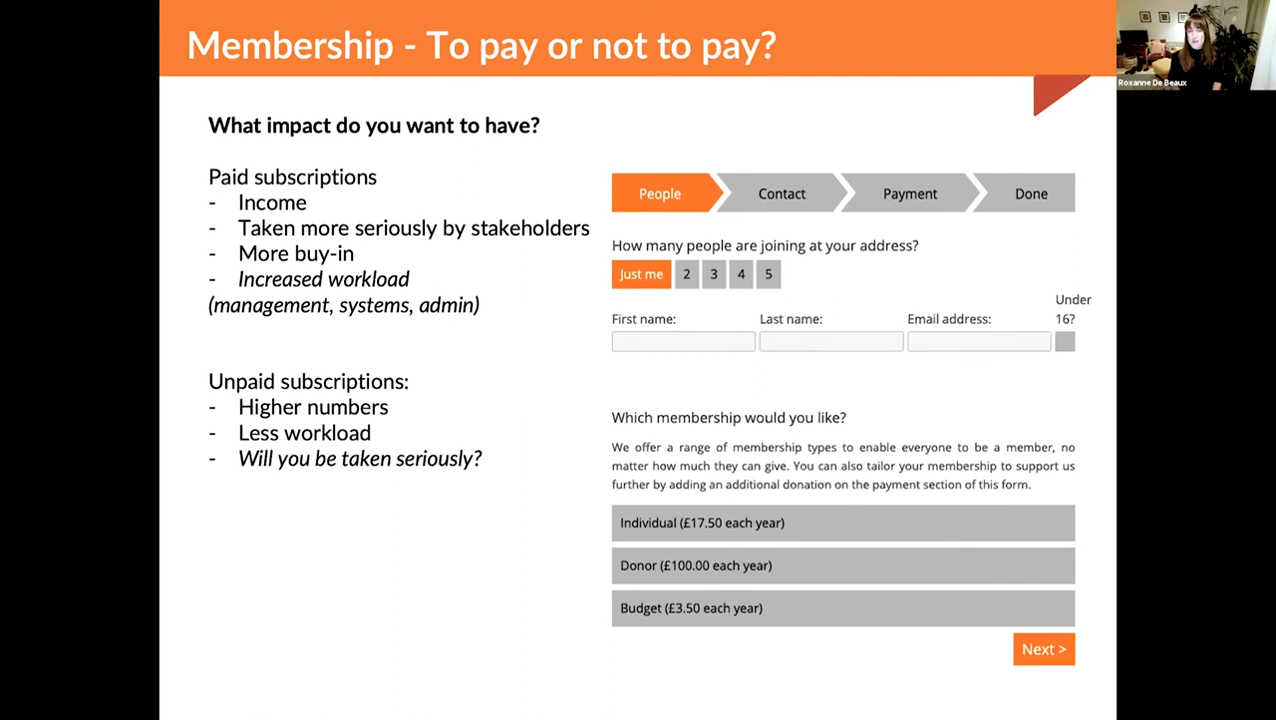 Membership - To pay or not to pay?
Roxanne De Beaux
What impact do you want to have?
Paid subscriptions
- Income
- Taken more seriously by stakeholders
- More buy-in
- Increased workload
(management, systems, admin)
Unpaid subscriptions:
- Higher numbers
- Less workload
- Will you be taken seriously?
People Contact Payment Done
How many people are joining at your address?
Just me 2 3 4 5
Under
First name: Last name: Email address: 16?
Which membership would you like?
We offer a range of membership types to enable everyone to be a member, no
matter how much they can give. You can also tailor your membership to support us
further by adding an additional donation on the payment section of this form.
Individual (£17.50 each year)
Donor (£100.00 each year)
Budget (£3.50 each year)
Next >